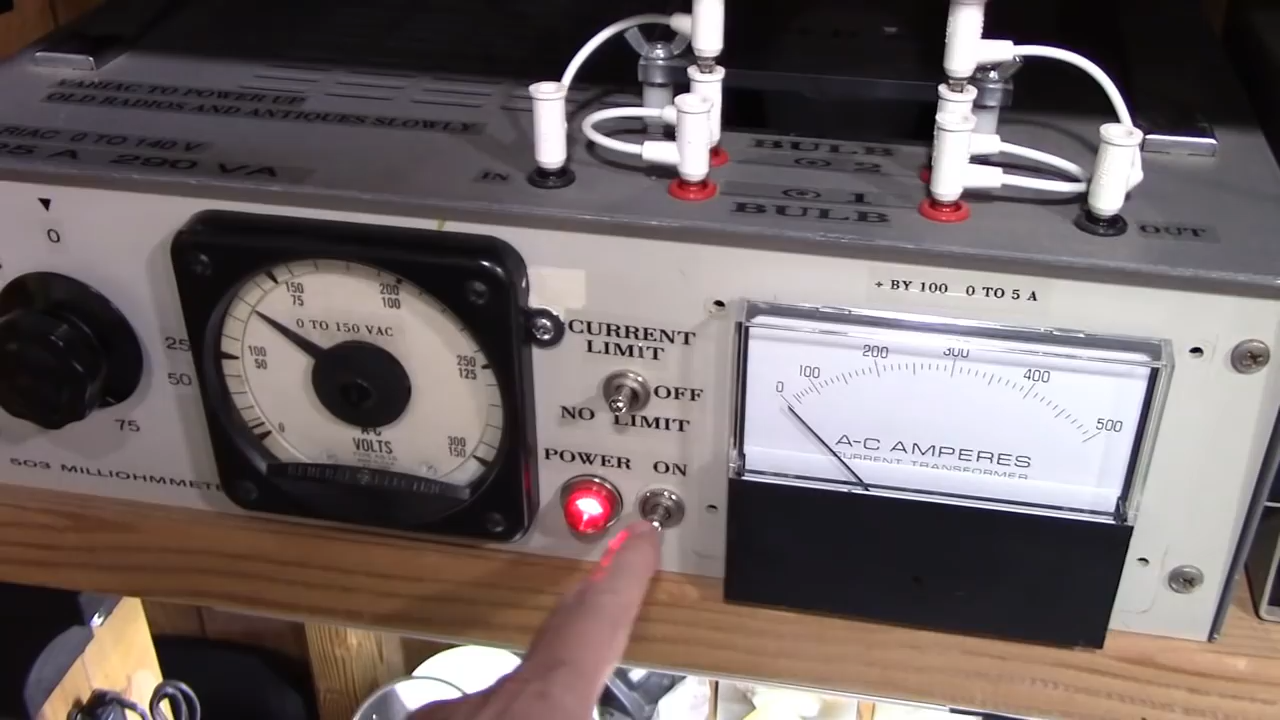 VARIAC TO POWER UP
OLD RADIOS AND ANTIQUES SLOWLY
RIAC 0 TO 140 V
25 A 290 VA
IN
BULB
2
1
BULB
OUT
0
25
50
75
503 MILLIOHMMETE
150
75
200
100
0 TO 150 VAC
100
50
250
125
0
300
150
A-C
VOLTS
GENERAL ELECTRIC
CURRENT
LIMIT
OFF
NO LIMIT
POWER ON
÷ BY 100 0 TO 5 A
0
100
200
300
400
500
A-C AMPERES
CURRENT TRANSFORMER